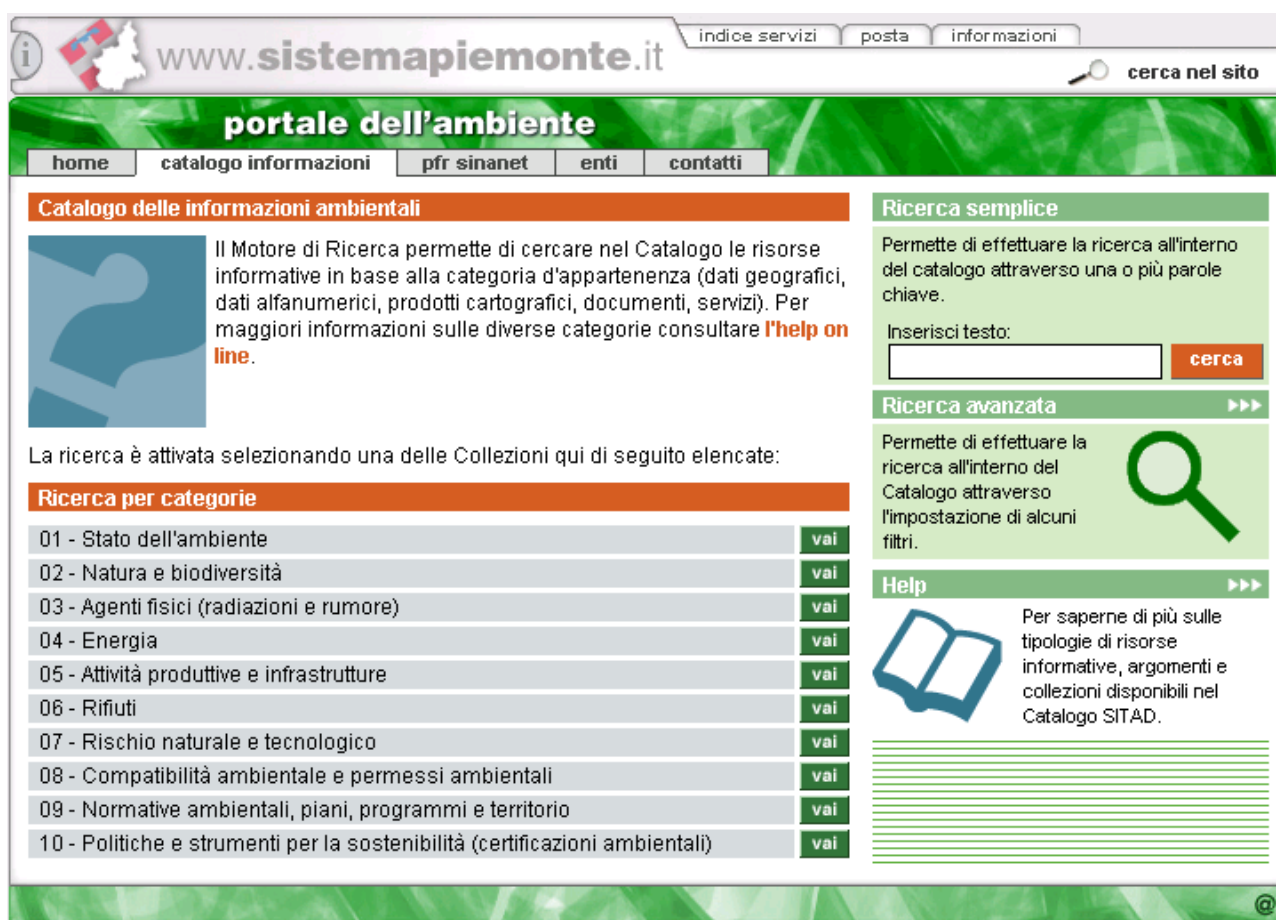 i
www.sistemapiemonte.it
indice servizi
posta
informazioni
cerca nel sito
portale dell'ambiente
home
catalogo informazioni
pfr sinanet
enti
contatti
Catalogo delle informazioni ambientali
Il Motore di Ricerca permette di cercare nel Catalogo le risorse
informative in base alla categoria d'appartenenza (dati geografici,
dati alfanumerici, prodotti cartografici, documenti, servizi). Per
maggiori informazioni sulle diverse categorie consultare l'help on
line.
La ricerca è attivata selezionando una delle Collezioni qui di seguito elencate:
Ricerca per categorie
01 - Stato dell'ambiente vai
02 - Natura e biodiversità vai
03 - Agenti fisici (radiazioni e rumore) vai
04 - Energia vai
05 - Attività produttive e infrastrutture vai
06 - Rifiuti vai
07 - Rischio naturale e tecnologico vai
08 - Compatibilità ambientale e permessi ambientali vai
09 - Normative ambientali, piani, programmi e territorio vai
10 - Politiche e strumenti per la sostenibilità (certificazioni ambientali) vai
Ricerca semplice
Permette di effettuare la ricerca all'interno
del catalogo attraverso una o più parole
chiave.
Inserisci testo:
cerca
Ricerca avanzata
Permette di effettuare la
ricerca all'interno del
Catalogo attraverso
l'impostazione di alcuni
filtri.
Help
Per saperne di più sulle
tipologie di risorse
informative, argomenti e
collezioni disponibili nel
Catalogo SITAD.
@